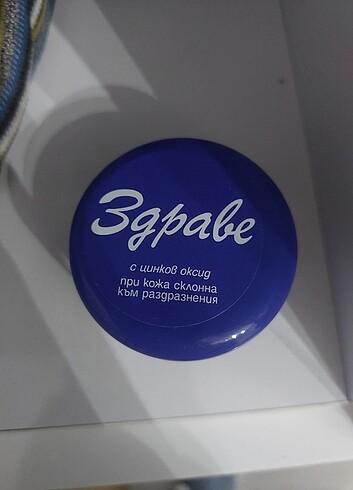 Здраве
с цинков оксид
при кожа склонна
към раздразнения